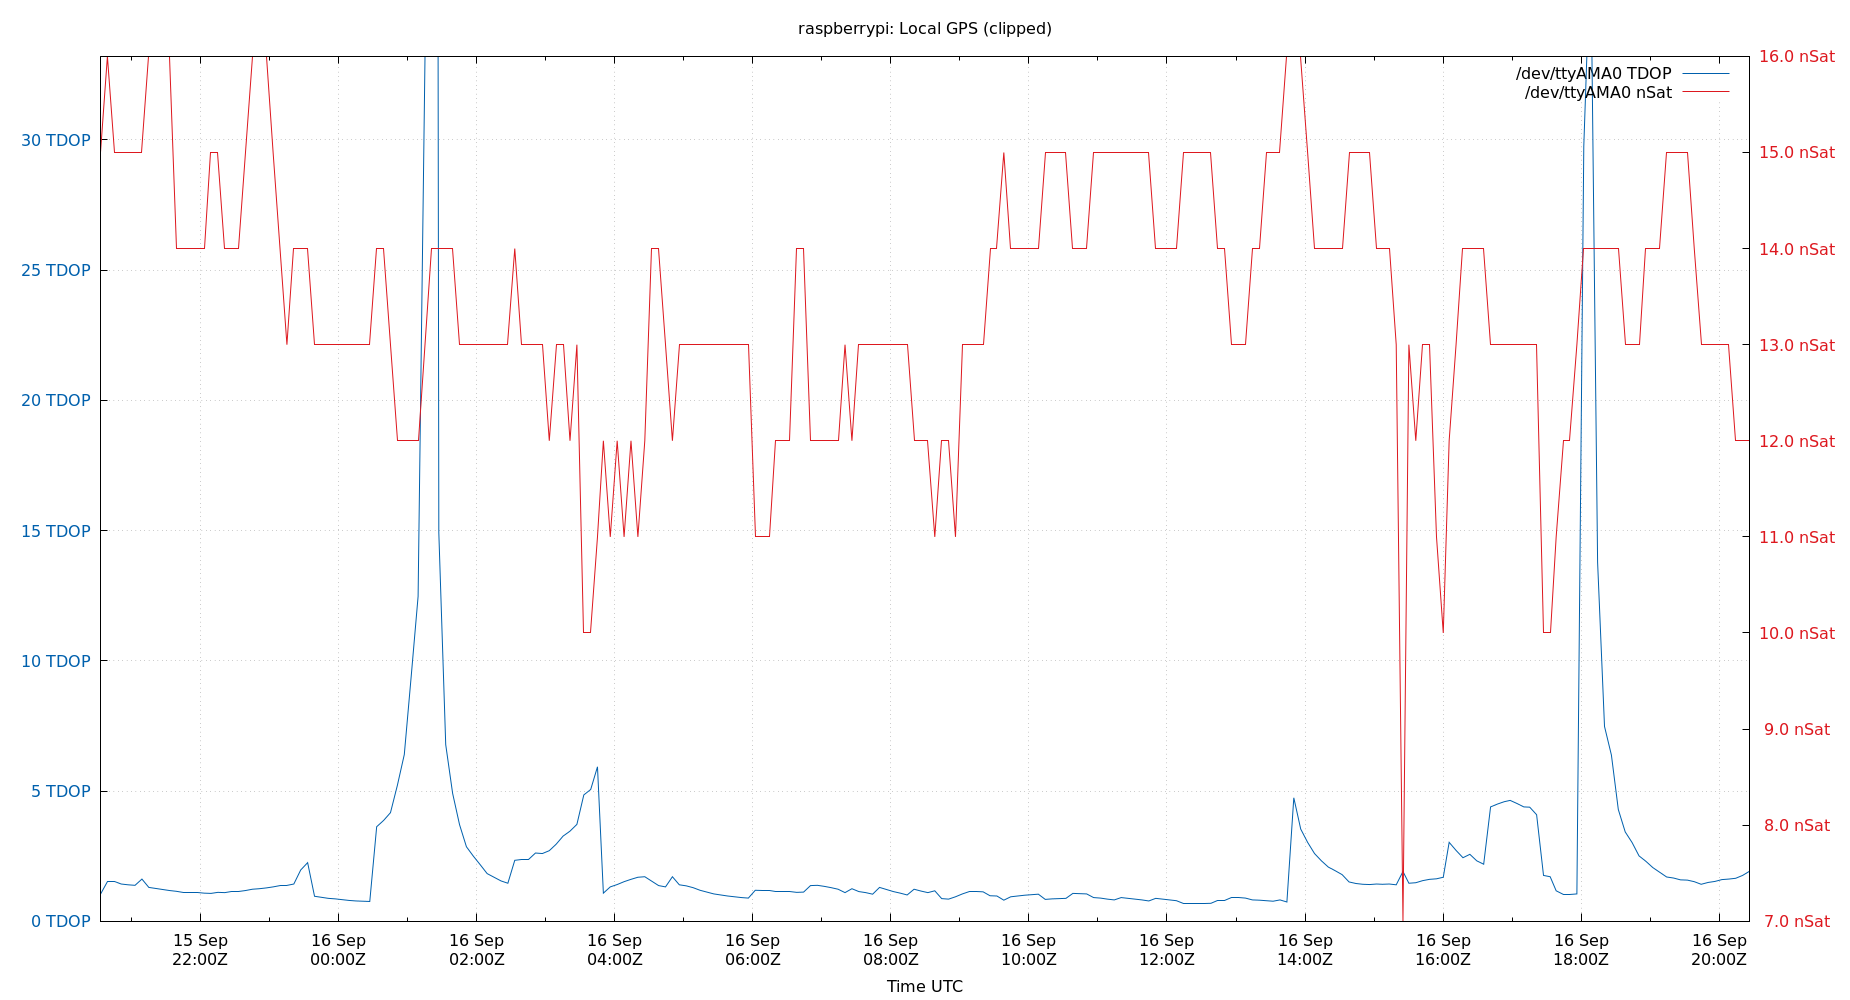 raspberrypi: Local GPS (clipped)
/dev/ttyAMA0 TDOP
/dev/ttyAMA0 nSat
30 TDOP
25 TDOP
20 TDOP
15 TDOP
10 TDOP
5 TDOP
0 TDOP
16.0 nSat
15.0 nSat
14.0 nSat
13.0 nSat
12.0 nSat
11.0 nSat
10.0 nSat
9.0 nSat
8.0 nSat
7.0 nSat
15 Sep 16 Sep 16 Sep 16 Sep 16 Sep 16 Sep 16 Sep 16 Sep 16 Sep 16 Sep 16 Sep 16 Sep
22:00Z 00:00Z 02:00Z 04:00Z 06:00Z 08:00Z 10:00Z 12:00Z 14:00Z 16:00Z 18:00Z 20:00Z
Time UTC